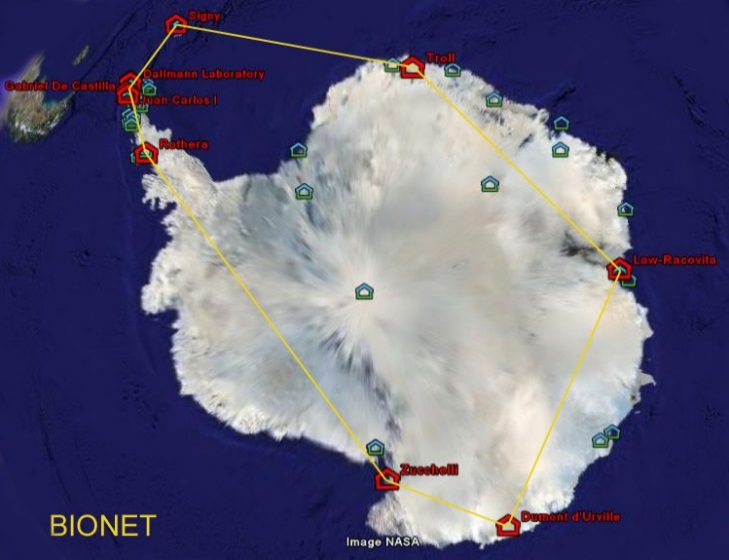 Signy
Troll
Dallmann Laboratory
Gabriel De Castilla
Juan Carlos I
Rothera
Law-Racovita
Zucchelli
Dumont d'Urville
BIONET
Image NASA